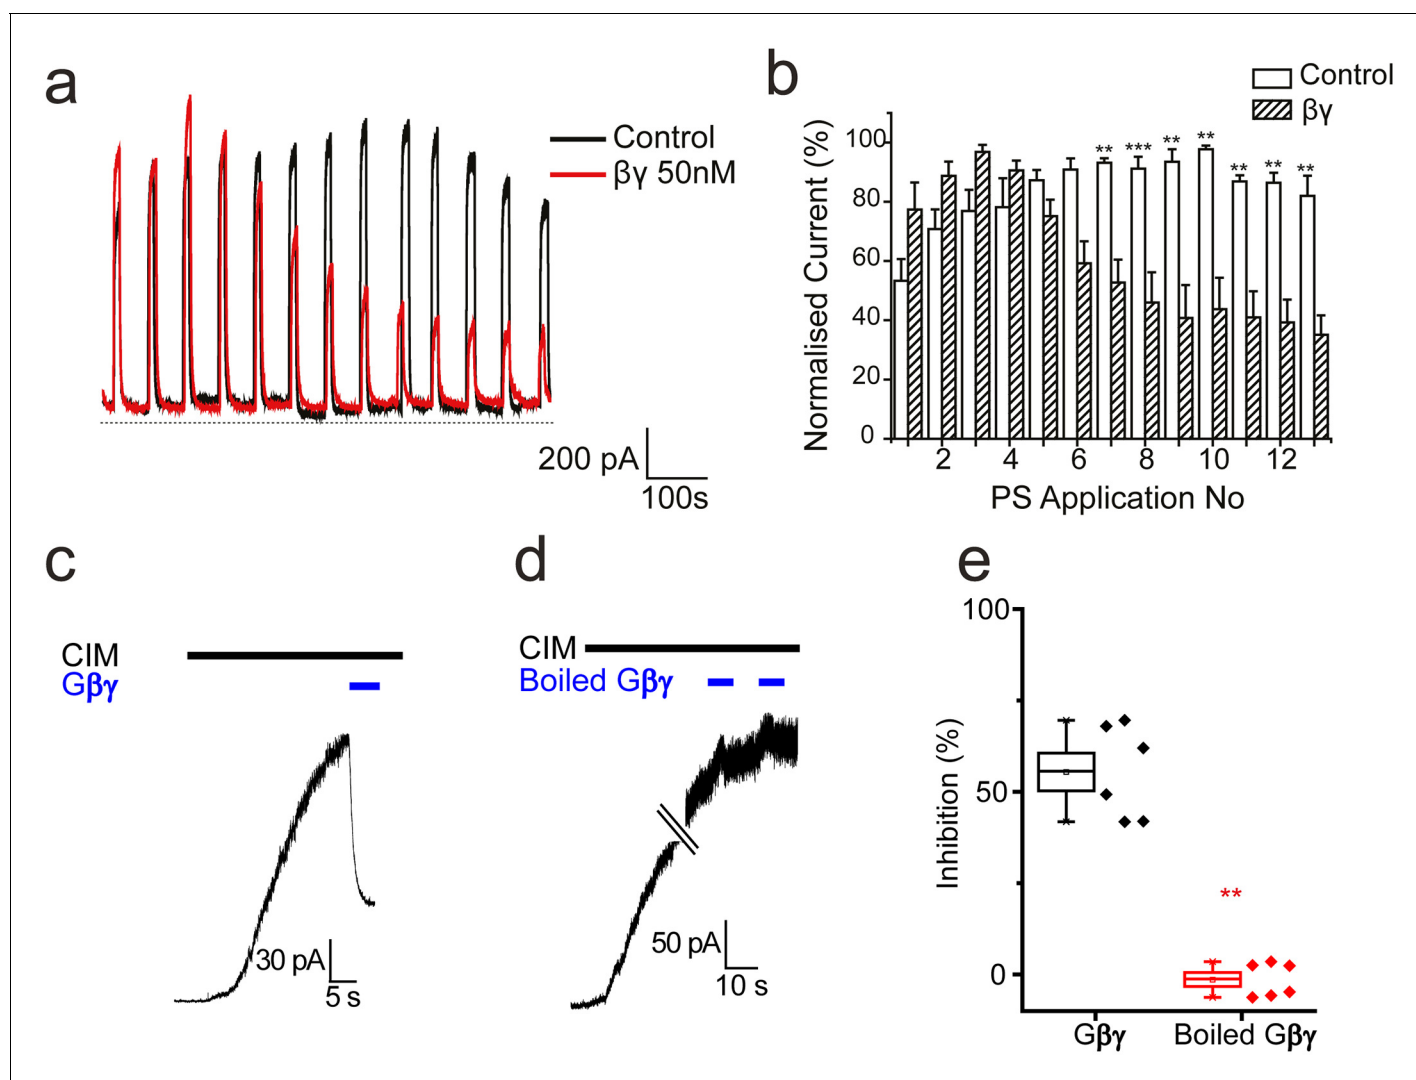 a
Control
βγ 50nM
200 pA
100s
b
Control
βγ
Normalised Current (%)
100
80
60
40
20
0
** *** ** ** ** ** **
2 4 6 8 10 12
PS Application No
c
CIM
Gβγ
30 pA
5 s
d
CIM
Boiled Gβγ
50 pA
10 s
e
Inhibition (%)
100
50
0
**
Gβγ Boiled Gβγ